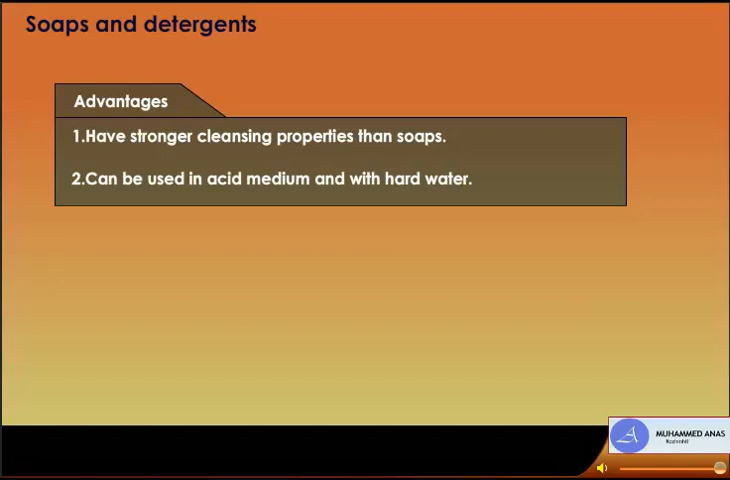 Soaps and detergents
Advantages
1.Have stronger cleansing properties than soaps.
2.Can be used in acid medium and with hard water.
A
MUHAMMED ANAS